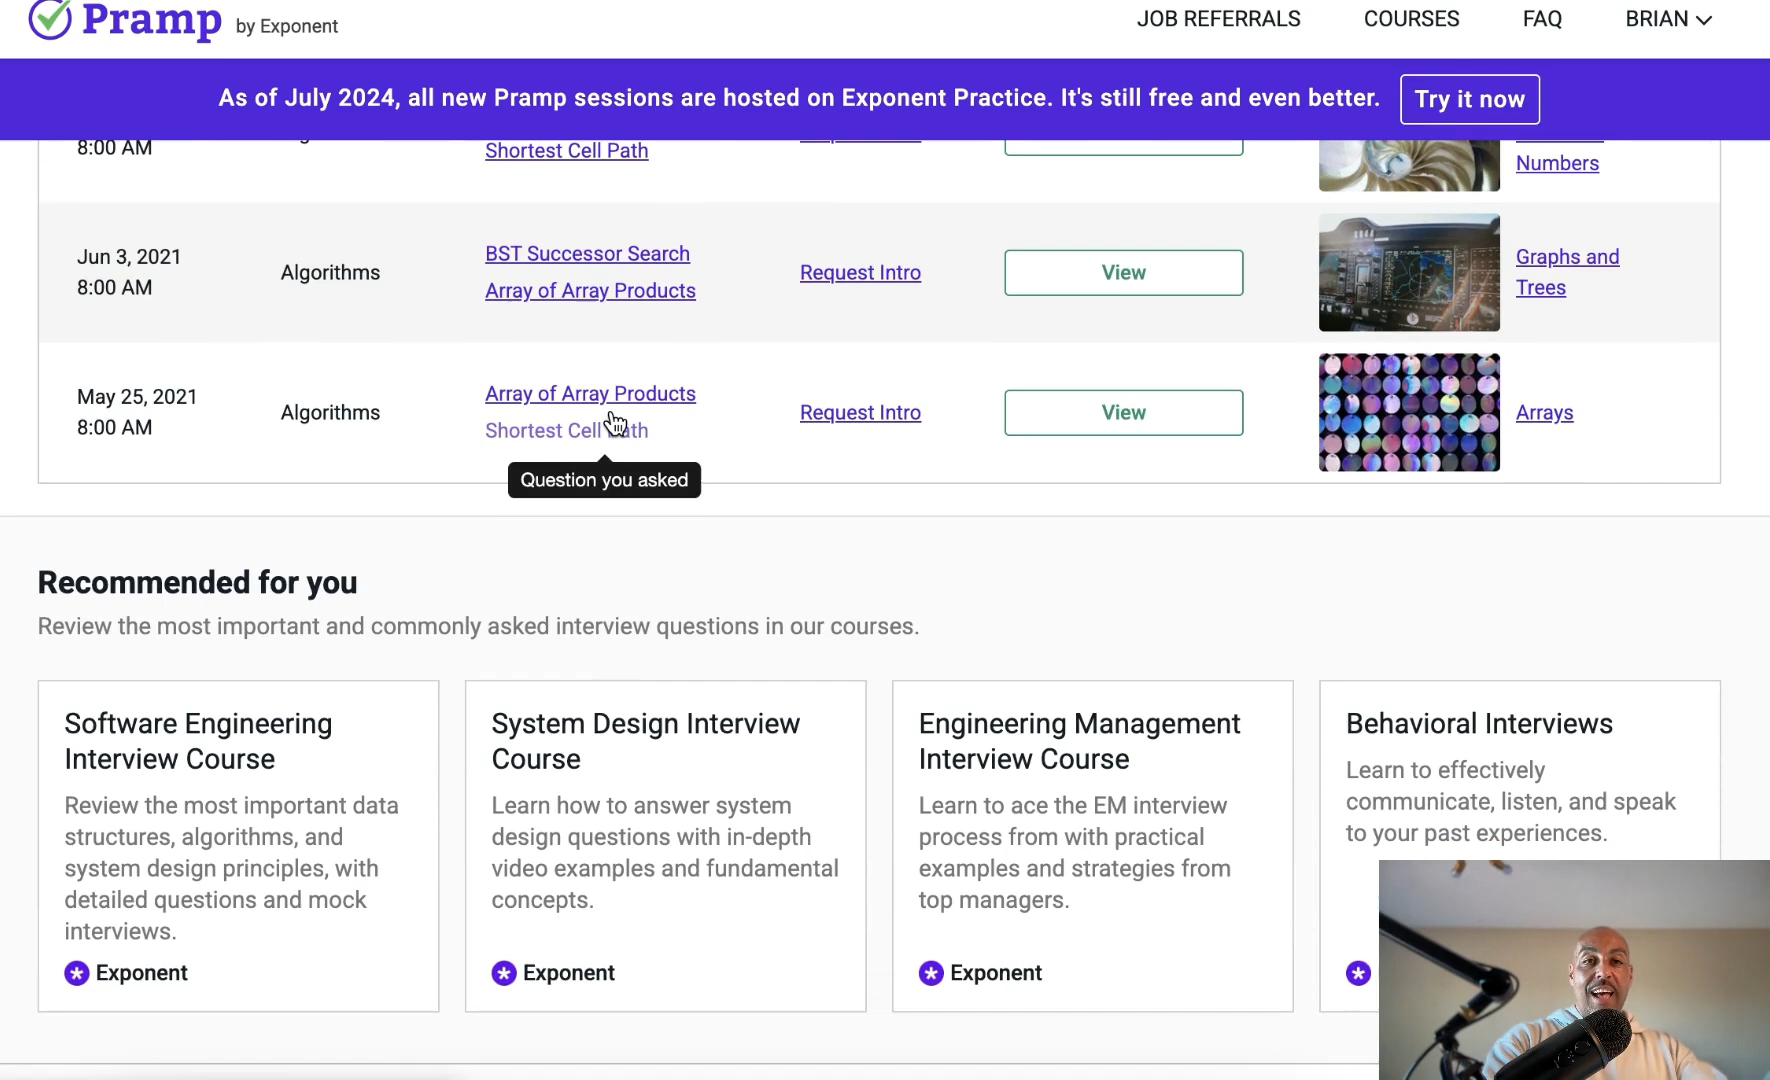 Pramp by Exponent
JOB REFERRALS COURSES FAQ BRIAN
As of July 2024, all new Pramp sessions are hosted on Exponent Practice. It's still free and even better. Try it now
8:00 AM Shortest Cell Path Numbers
Jun 3, 2021
8:00 AM
Algorithms
BST Successor Search
Array of Array Products
Request Intro
View
Graphs and
Trees
May 25, 2021
8:00 AM
Algorithms
Array of Array Products
Shortest Cell Path
Request Intro
View
Arrays
Question you asked
Recommended for you
Review the most important and commonly asked interview questions in our courses.
Software Engineering
Interview Course
Review the most important data
structures, algorithms, and
system design principles, with
detailed questions and mock
interviews.
Exponent
System Design Interview
Course
Learn how to answer system
design questions with in-depth
video examples and fundamental
concepts.
Exponent
Engineering Management
Interview Course
Learn to ace the EM interview
process from with practical
examples and strategies from
top managers.
Exponent
Behavioral Interviews
Learn to effectively
communicate, listen, and speak
to your past experiences.